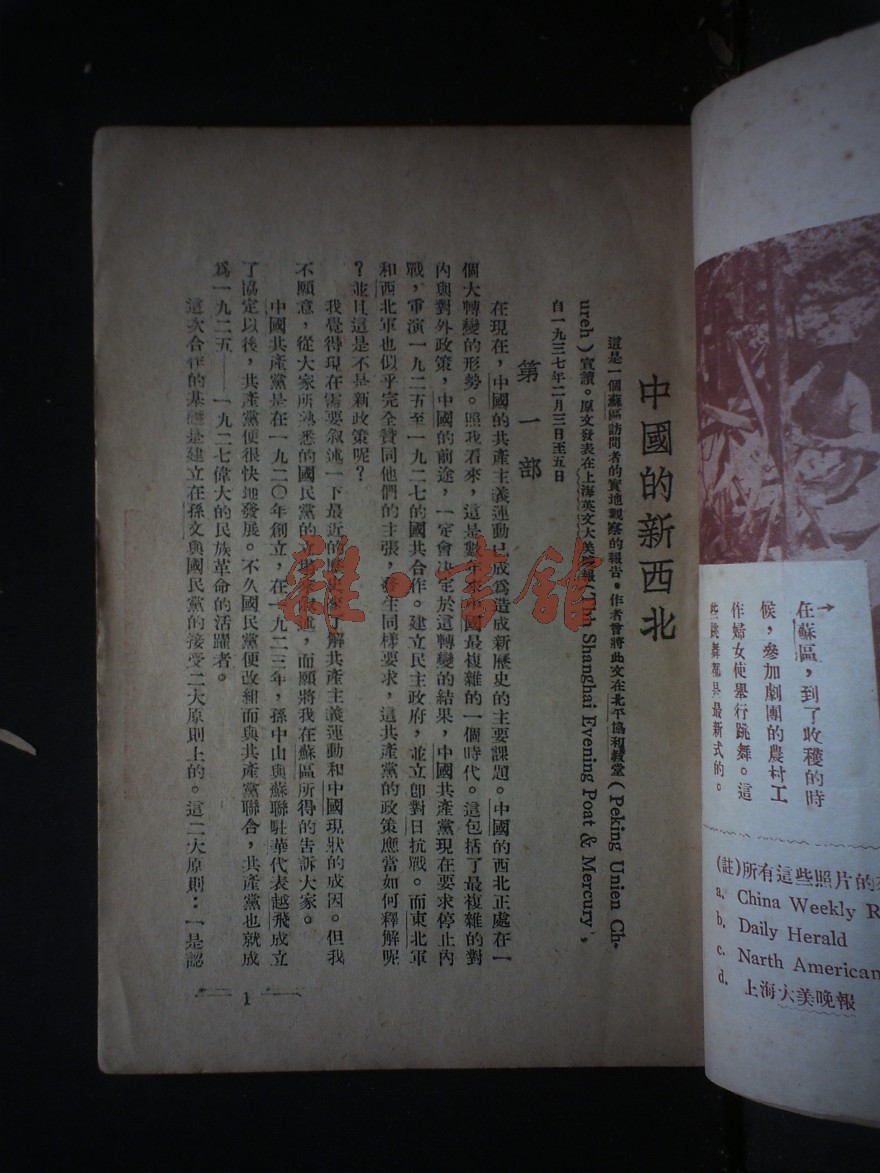 中國的新西北
這是一個蘇區訪問者的實地觀察的報告。作者曾將此文在北平協和教堂(Peking Unien Ch-
ureh)宣讀。原文發表在上海英文大美晚報(Tnh Shanghai Evening Poat & Mercury,
自一九三七年二月三日至五日
第一部
在現在,中國的共產主義運動已成爲造成新歷史的主要課題。中國的西北正處在一
個大轉變的形勢。照我看來,這是數年來中國最複雜的一個時代。這包括了最複雜的對
內與對外政策,中國的前途,一定會決定於這轉變的結果,中國共產黨現在要求停止內
戰,重演一九二五至一九二七的國共合作。建立民主政府,並立卽對日抗戰。而東北軍
和西北軍也似乎完全贊同他們的主張,發生同樣要求,這共產黨的政策應當如何釋解呢
?並且這是不是新政策呢?
我覺得現在需要叙述一下最近的歷史來了解共產主義運動和中國現狀的成因。但我
不願意,從大家所熟悉的國民黨的立場叙述,而願將我在蘇區所得的告訴大家。
中國共產黨是在一九二〇年創立,在一九二三年,孫中山與蘇聯駐華代表越飛成立
了協定以後,共產黨便很快地發展。不久國民黨便改組而與共產黨聯合,共產黨也就成
爲一九二五——一九二七偉大的民族革命的活躍者。
這次合作的基礎是建立在孫文與國民黨的接受二大原則上的。這二大原則:一是認
1
在蘇區,到了收穫的時
候,參加劇團的農村工
作婦女使舉行跳舞。這
些跳舞都是最新式的。
(註)所有這些照片的
a. China Weekly R
b. Daily Herald
c. Narth American
d. 上海大美晚報
雜·書館